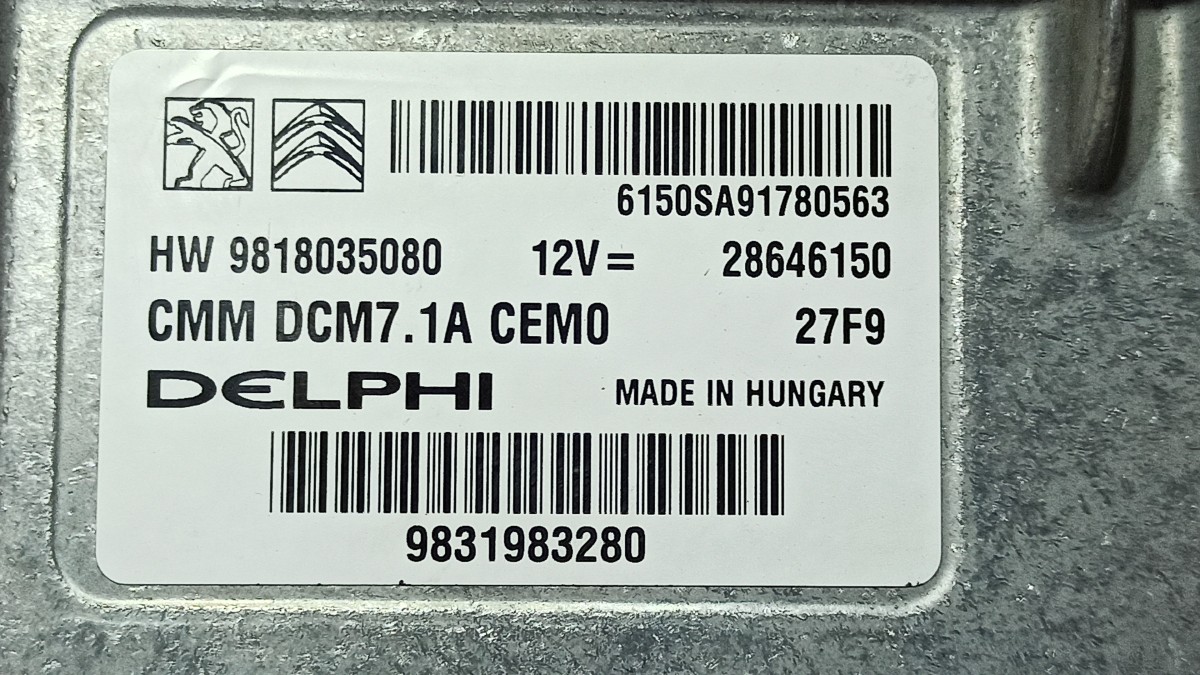 6150SA91780563
HW 9818035080 12V= 28646150
CMM DCM7.1A CEM0 27F9
DELPHI MADE IN HUNGARY
9831983280